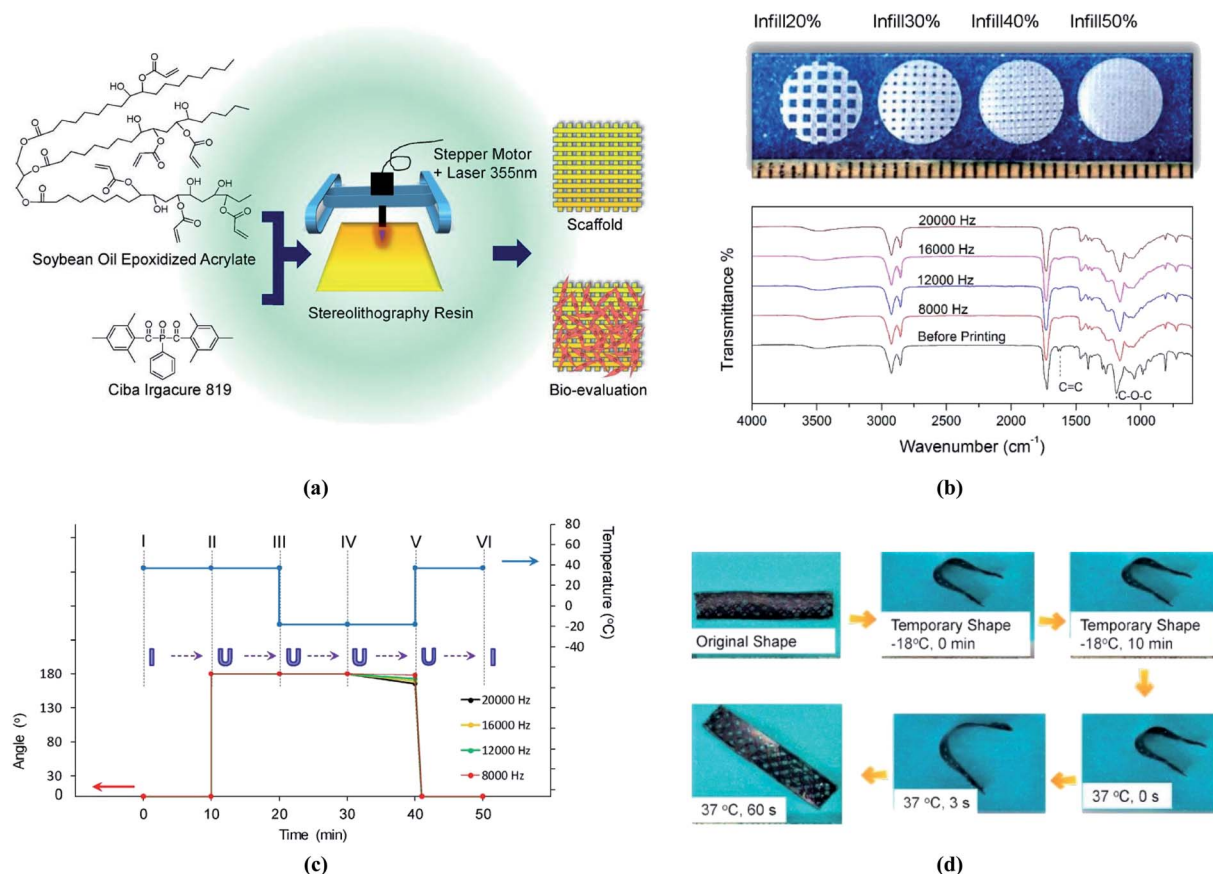 Stepper Motor
+ Laser 355nm
Soybean Oil Epoxidized Acrylate
Stereolithography Resin
Scaffold
Ciba Irgacure 819
Bio-evaluation
(a)
Infill20% Infill30% Infill40% Infill50%
20000 Hz
16000 Hz
12000 Hz
8000 Hz
Before Printing
C=C
C-O-C
Transmittance %
4000 3500 3000 2500 2000 1500 1000
Wavenumber (cm⁻¹)
(b)
I II III IV V VI
80
60
40
20
0
-20
-40
Temperature (°C)
I U U U U I
180
150
120
90
60
30
0
Angle (°)
20000 Hz
16000 Hz
12000 Hz
8000 Hz
0 10 20 30 40 50
Time (min)
(c)
Original Shape
Temporary Shape
-18°C, 0 min
Temporary Shape
-18°C, 10 min
37 °C, 60 s
37 °C, 3 s
37 °C, 0 s
(d)